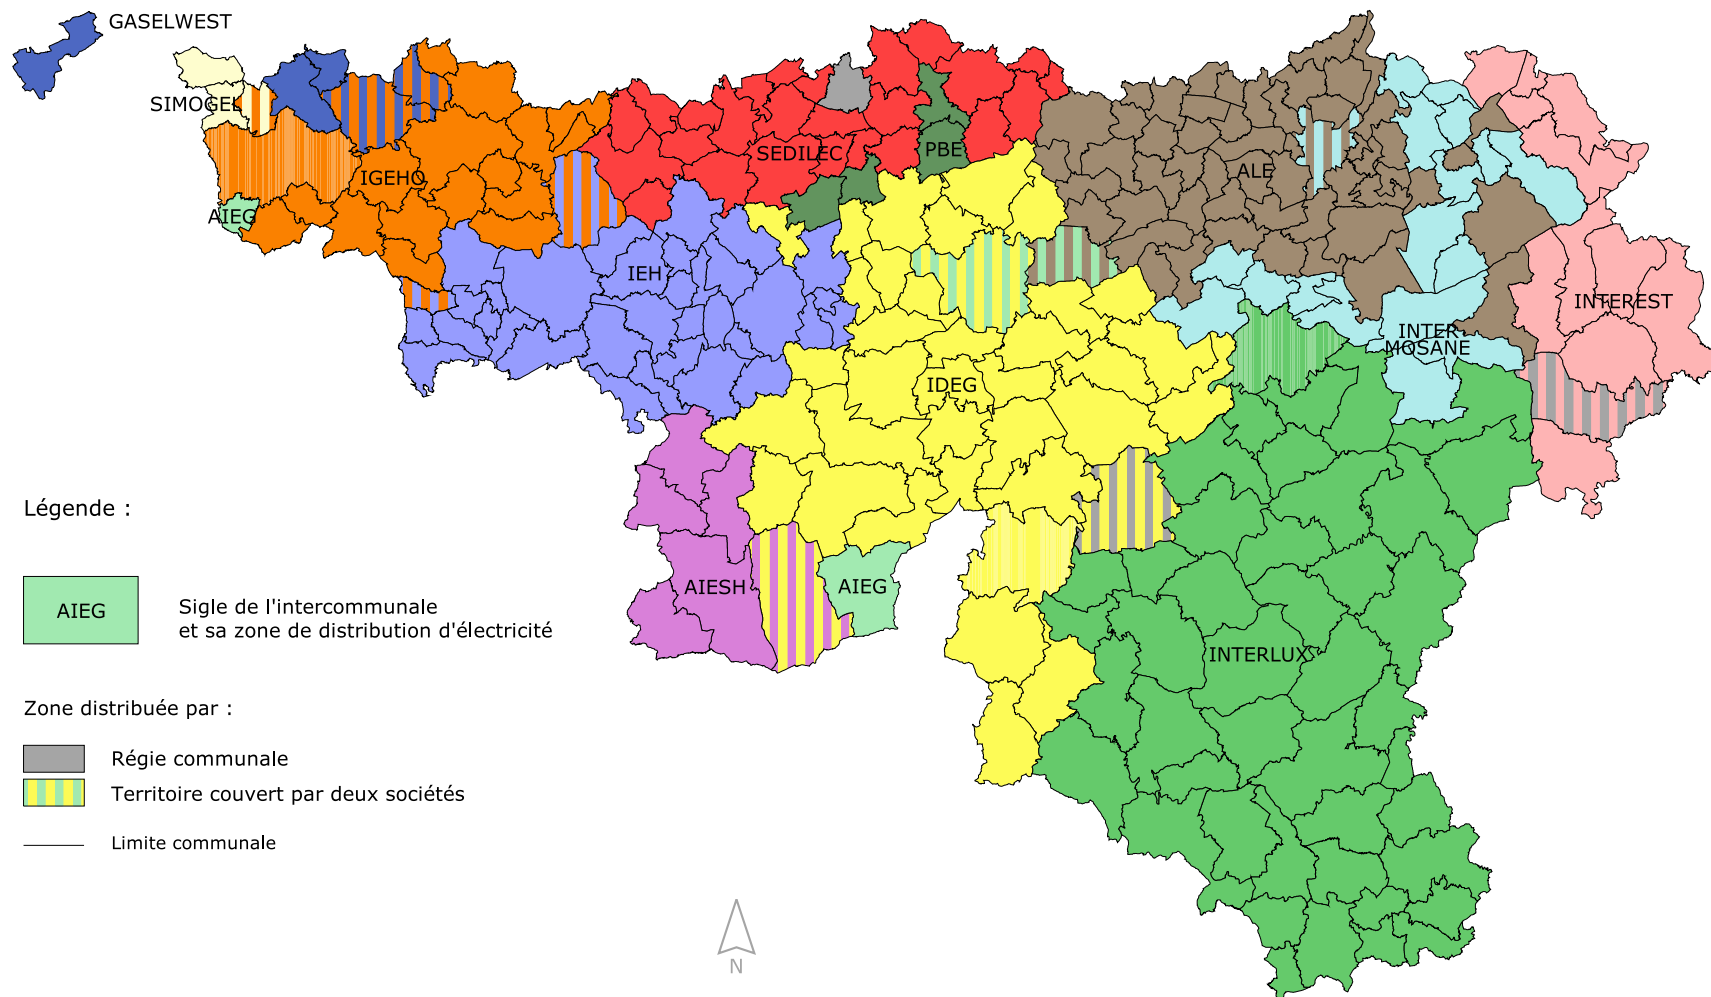 GASELWEST
SIMOGEL
SEDILEC
PBE
IGEHO
ALE
AIEG
IEH
INTEREST
INTER
MOSANE
IDEG
Légende :
AIESH
AIEG
AIEG
Sigle de l'intercommunale
et sa zone de distribution d'électricité
INTERLUX
Zone distribuée par :
Régie communale
Territoire couvert par deux sociétés
Limite communale
N